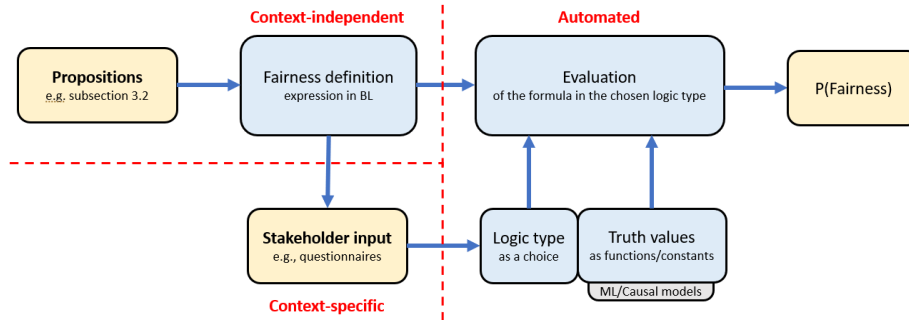 Context-independent
Automated
Propositions
e.g. subsection 3.2
Fairness definition
expression in BL
Evaluation
of the formula in the chosen logic type
P(Fairness)
Stakeholder input
e.g., questionnaires
Logic type
as a choice
Truth values
as functions/constants
ML/Causal models
Context-specific